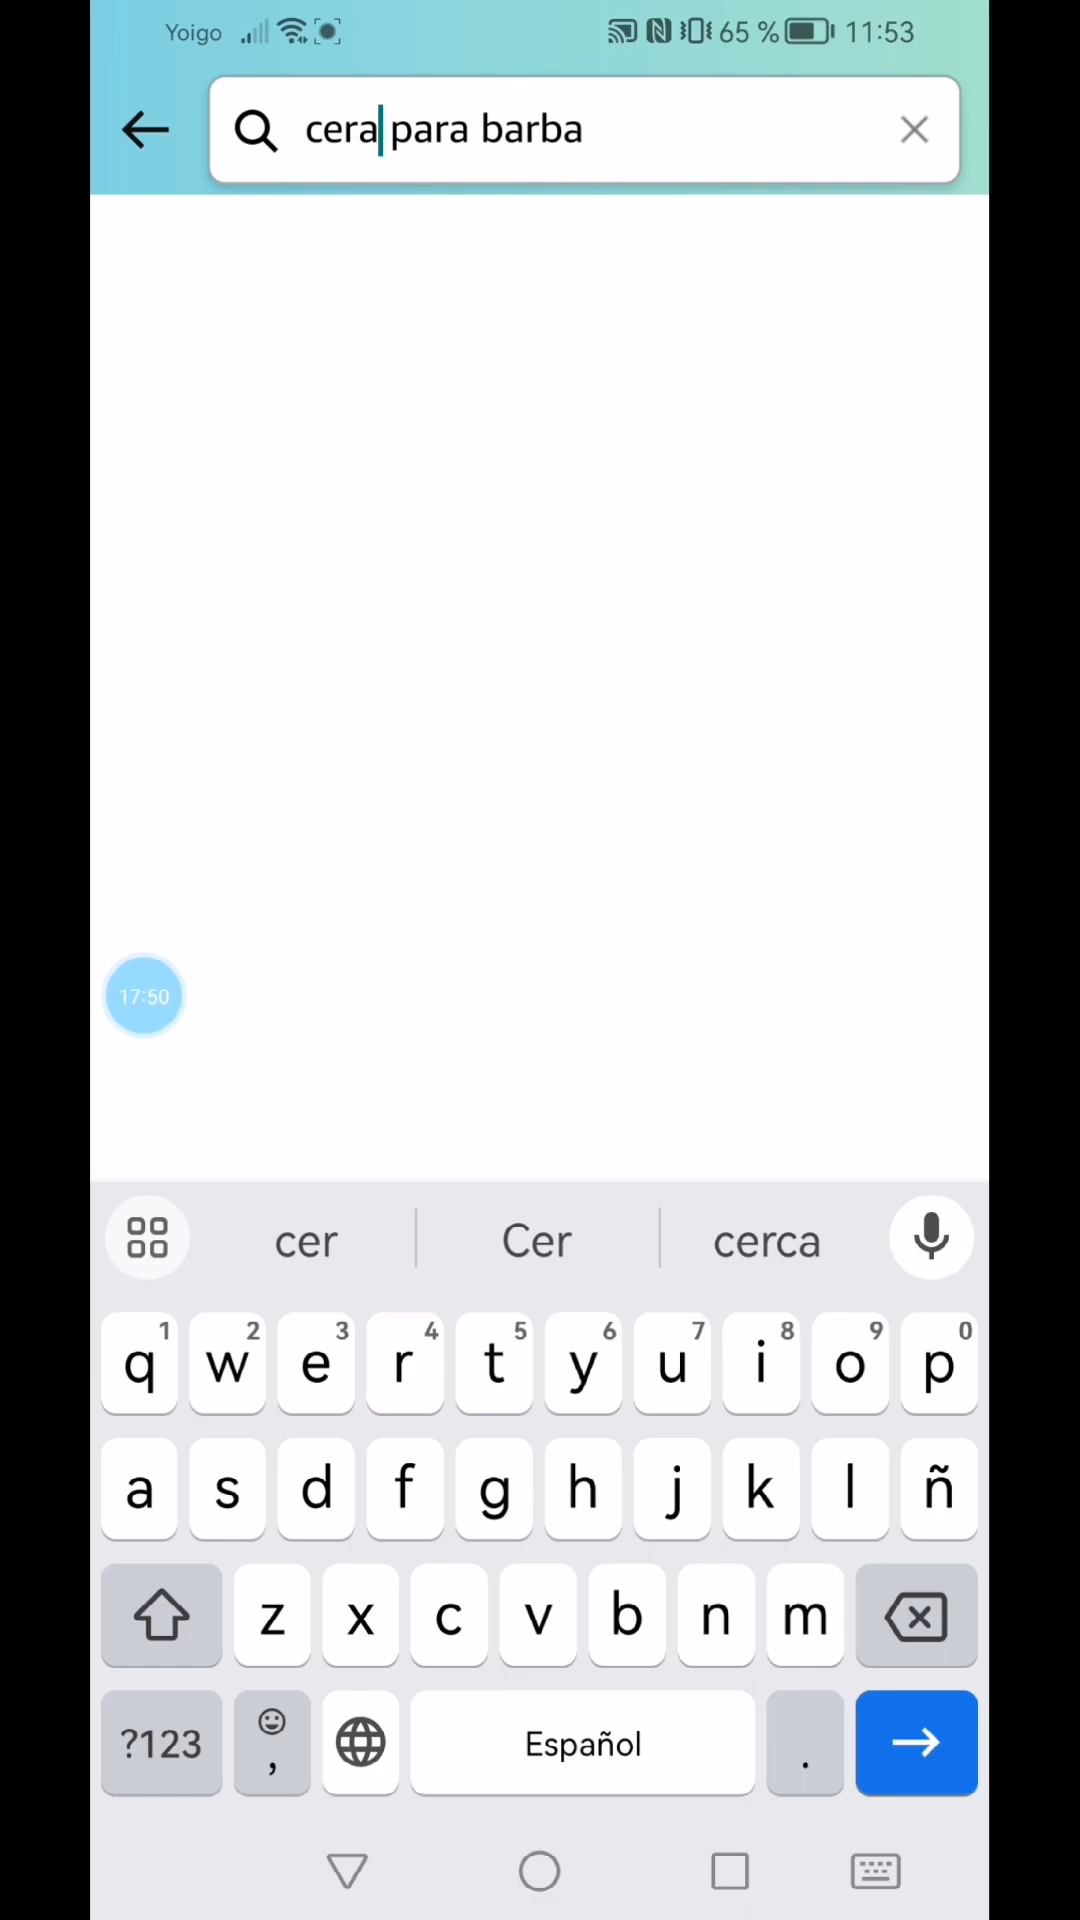 Yoigo 65 % 11:53
cera para barba
17:50
cer Cer cerca
1 2 3 4 5 6 7 8 9 0
q w e r t y u i o p
a s d f g h j k l ñ
z x c v b n m
?123 , Español .